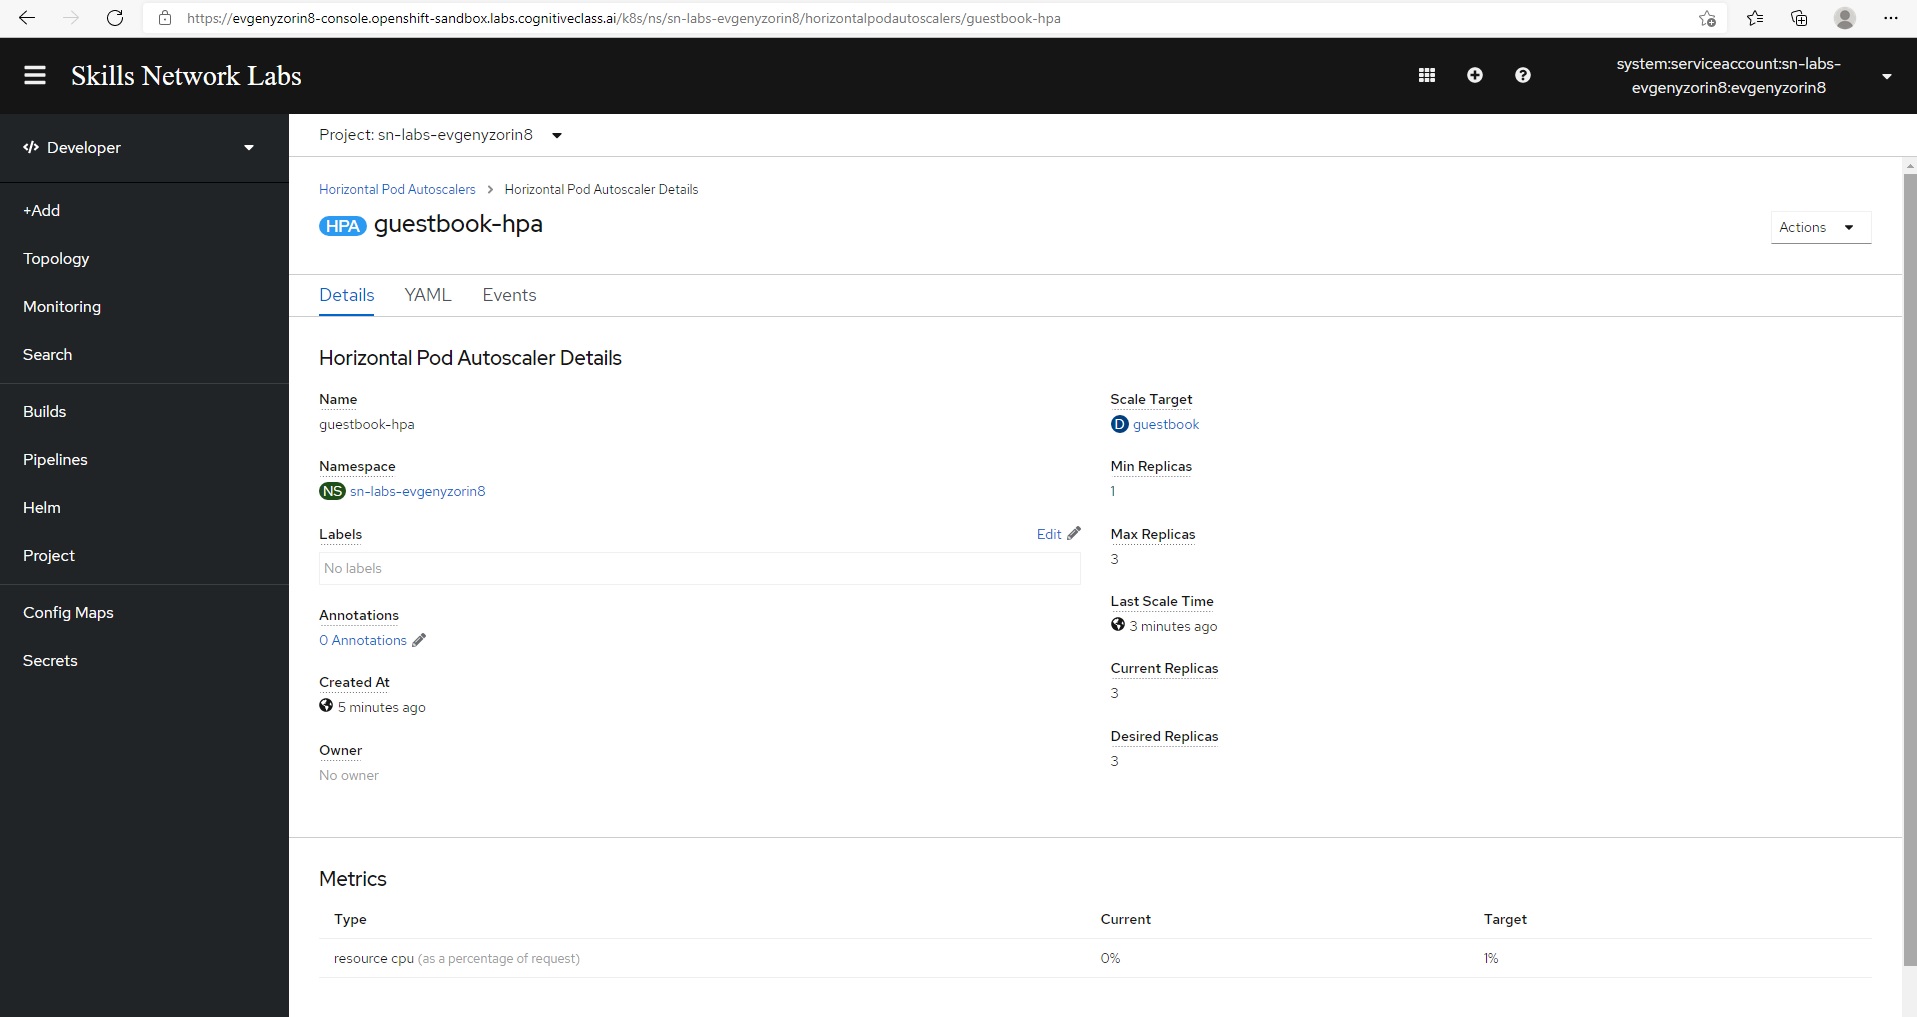 https://evgenyzorin8-console.openshift-sandbox.labs.cognitiveclass.ai/k8s/ns/sn-labs-evgenyzorin8/horizontalpodautoscalers/guestbook-hpa
Skills Network Labs
system:serviceaccount:sn-labs-
evgenyzorin8:evgenyzorin8
Developer
+Add
Topology
Monitoring
Search
Builds
Pipelines
Helm
Project
Config Maps
Secrets
Project: sn-labs-evgenyzorin8
Horizontal Pod Autoscalers > Horizontal Pod Autoscaler Details
HPA guestbook-hpa
Actions
Details YAML Events
Horizontal Pod Autoscaler Details
Name
guestbook-hpa
Namespace
NS sn-labs-evgenyzorin8
Labels Edit
No labels
Annotations
0 Annotations
Created At
5 minutes ago
Owner
No owner
Scale Target
D guestbook
Min Replicas
1
Max Replicas
3
Last Scale Time
3 minutes ago
Current Replicas
3
Desired Replicas
3
Metrics
Type Current Target
resource cpu (as a percentage of request) 0% 1%